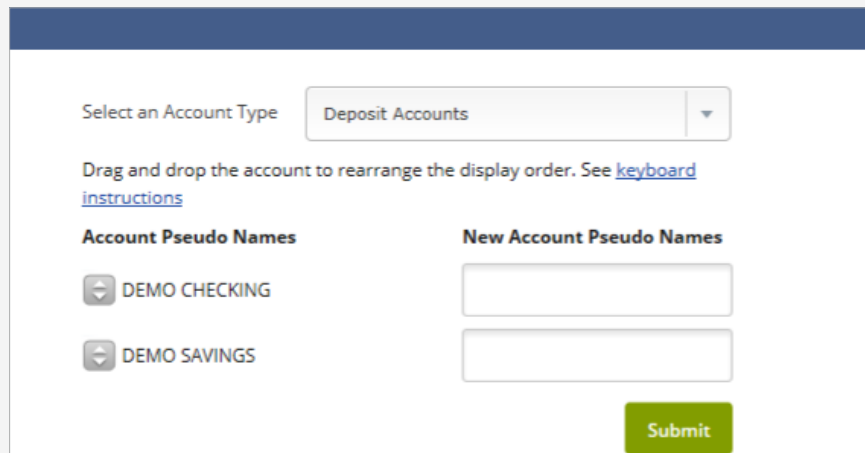 Select an Account Type Deposit Accounts
Drag and drop the account to rearrange the display order. See keyboard
instructions
Account Pseudo Names New Account Pseudo Names
DEMO CHECKING
DEMO SAVINGS
Submit